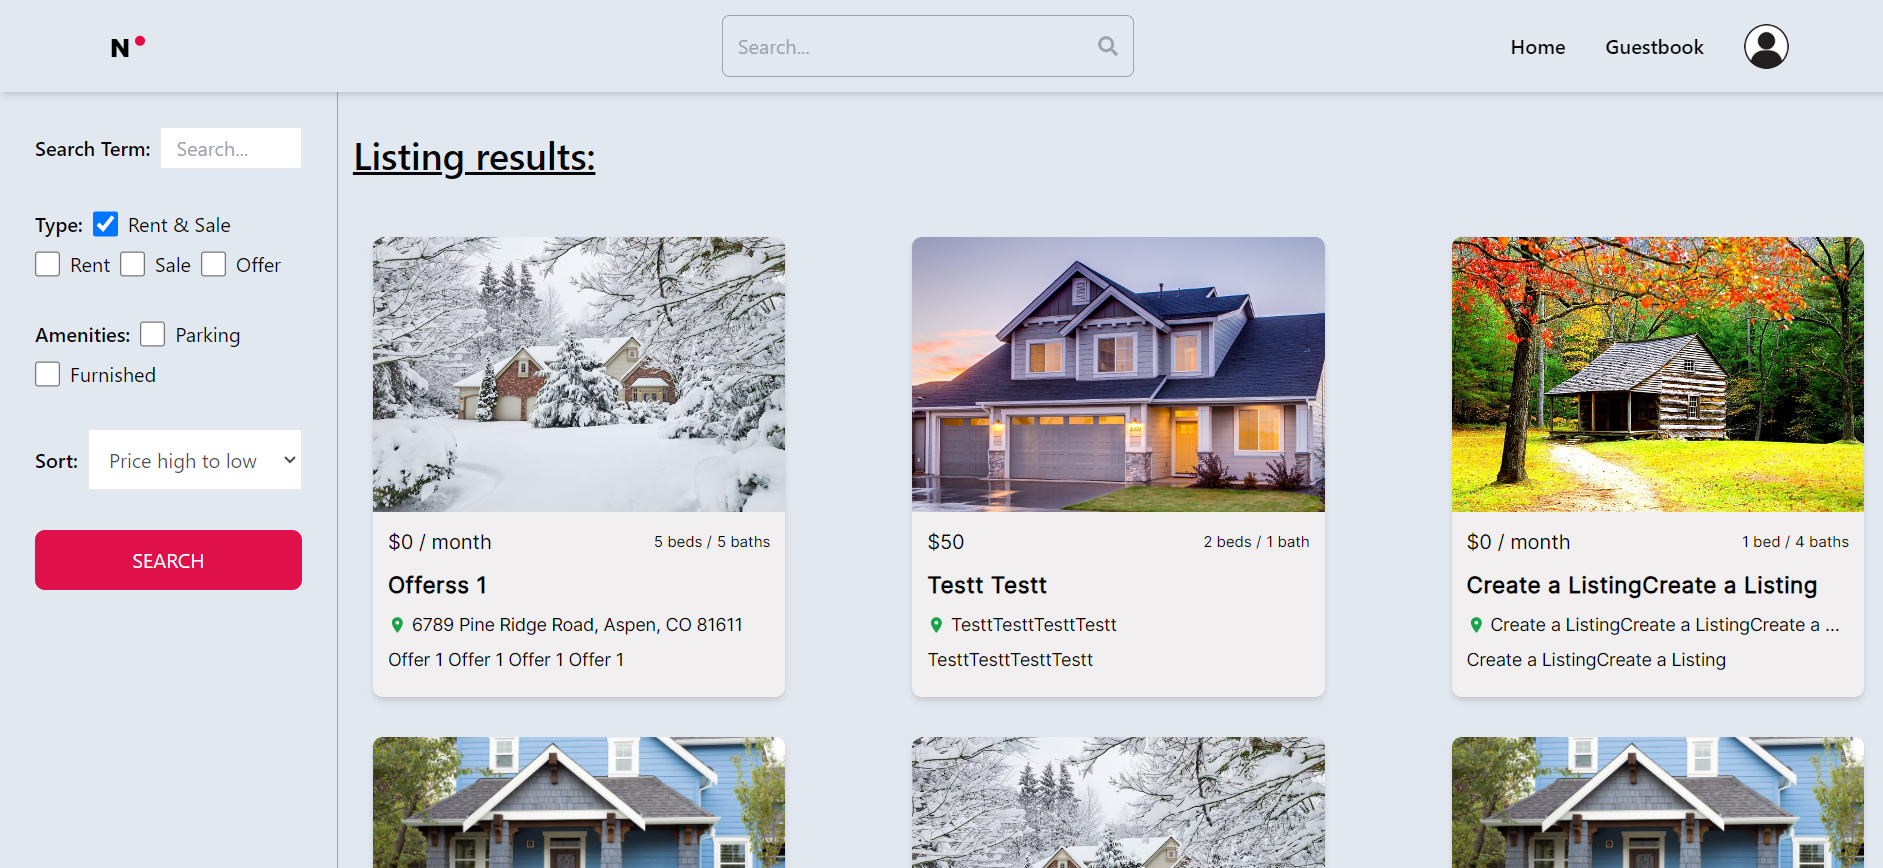 N
Search...
Home
Guestbook
Search Term:
Search...
Type:
Rent & Sale
Rent
Sale
Offer
Amenities:
Parking
Furnished
Sort:
Price high to low
SEARCH
Listing results:
$0 / month
5 beds / 5 baths
Offerss 1
6789 Pine Ridge Road, Aspen, CO 81611
Offer 1 Offer 1 Offer 1 Offer 1
$50
2 beds / 1 bath
Testt Testt
TesttTesttTesttTestt
TesttTesttTesttTestt
$0 / month
1 bed / 4 baths
Create a ListingCreate a Listing
Create a ListingCreate a ListingCreate a ...
Create a ListingCreate a Listing